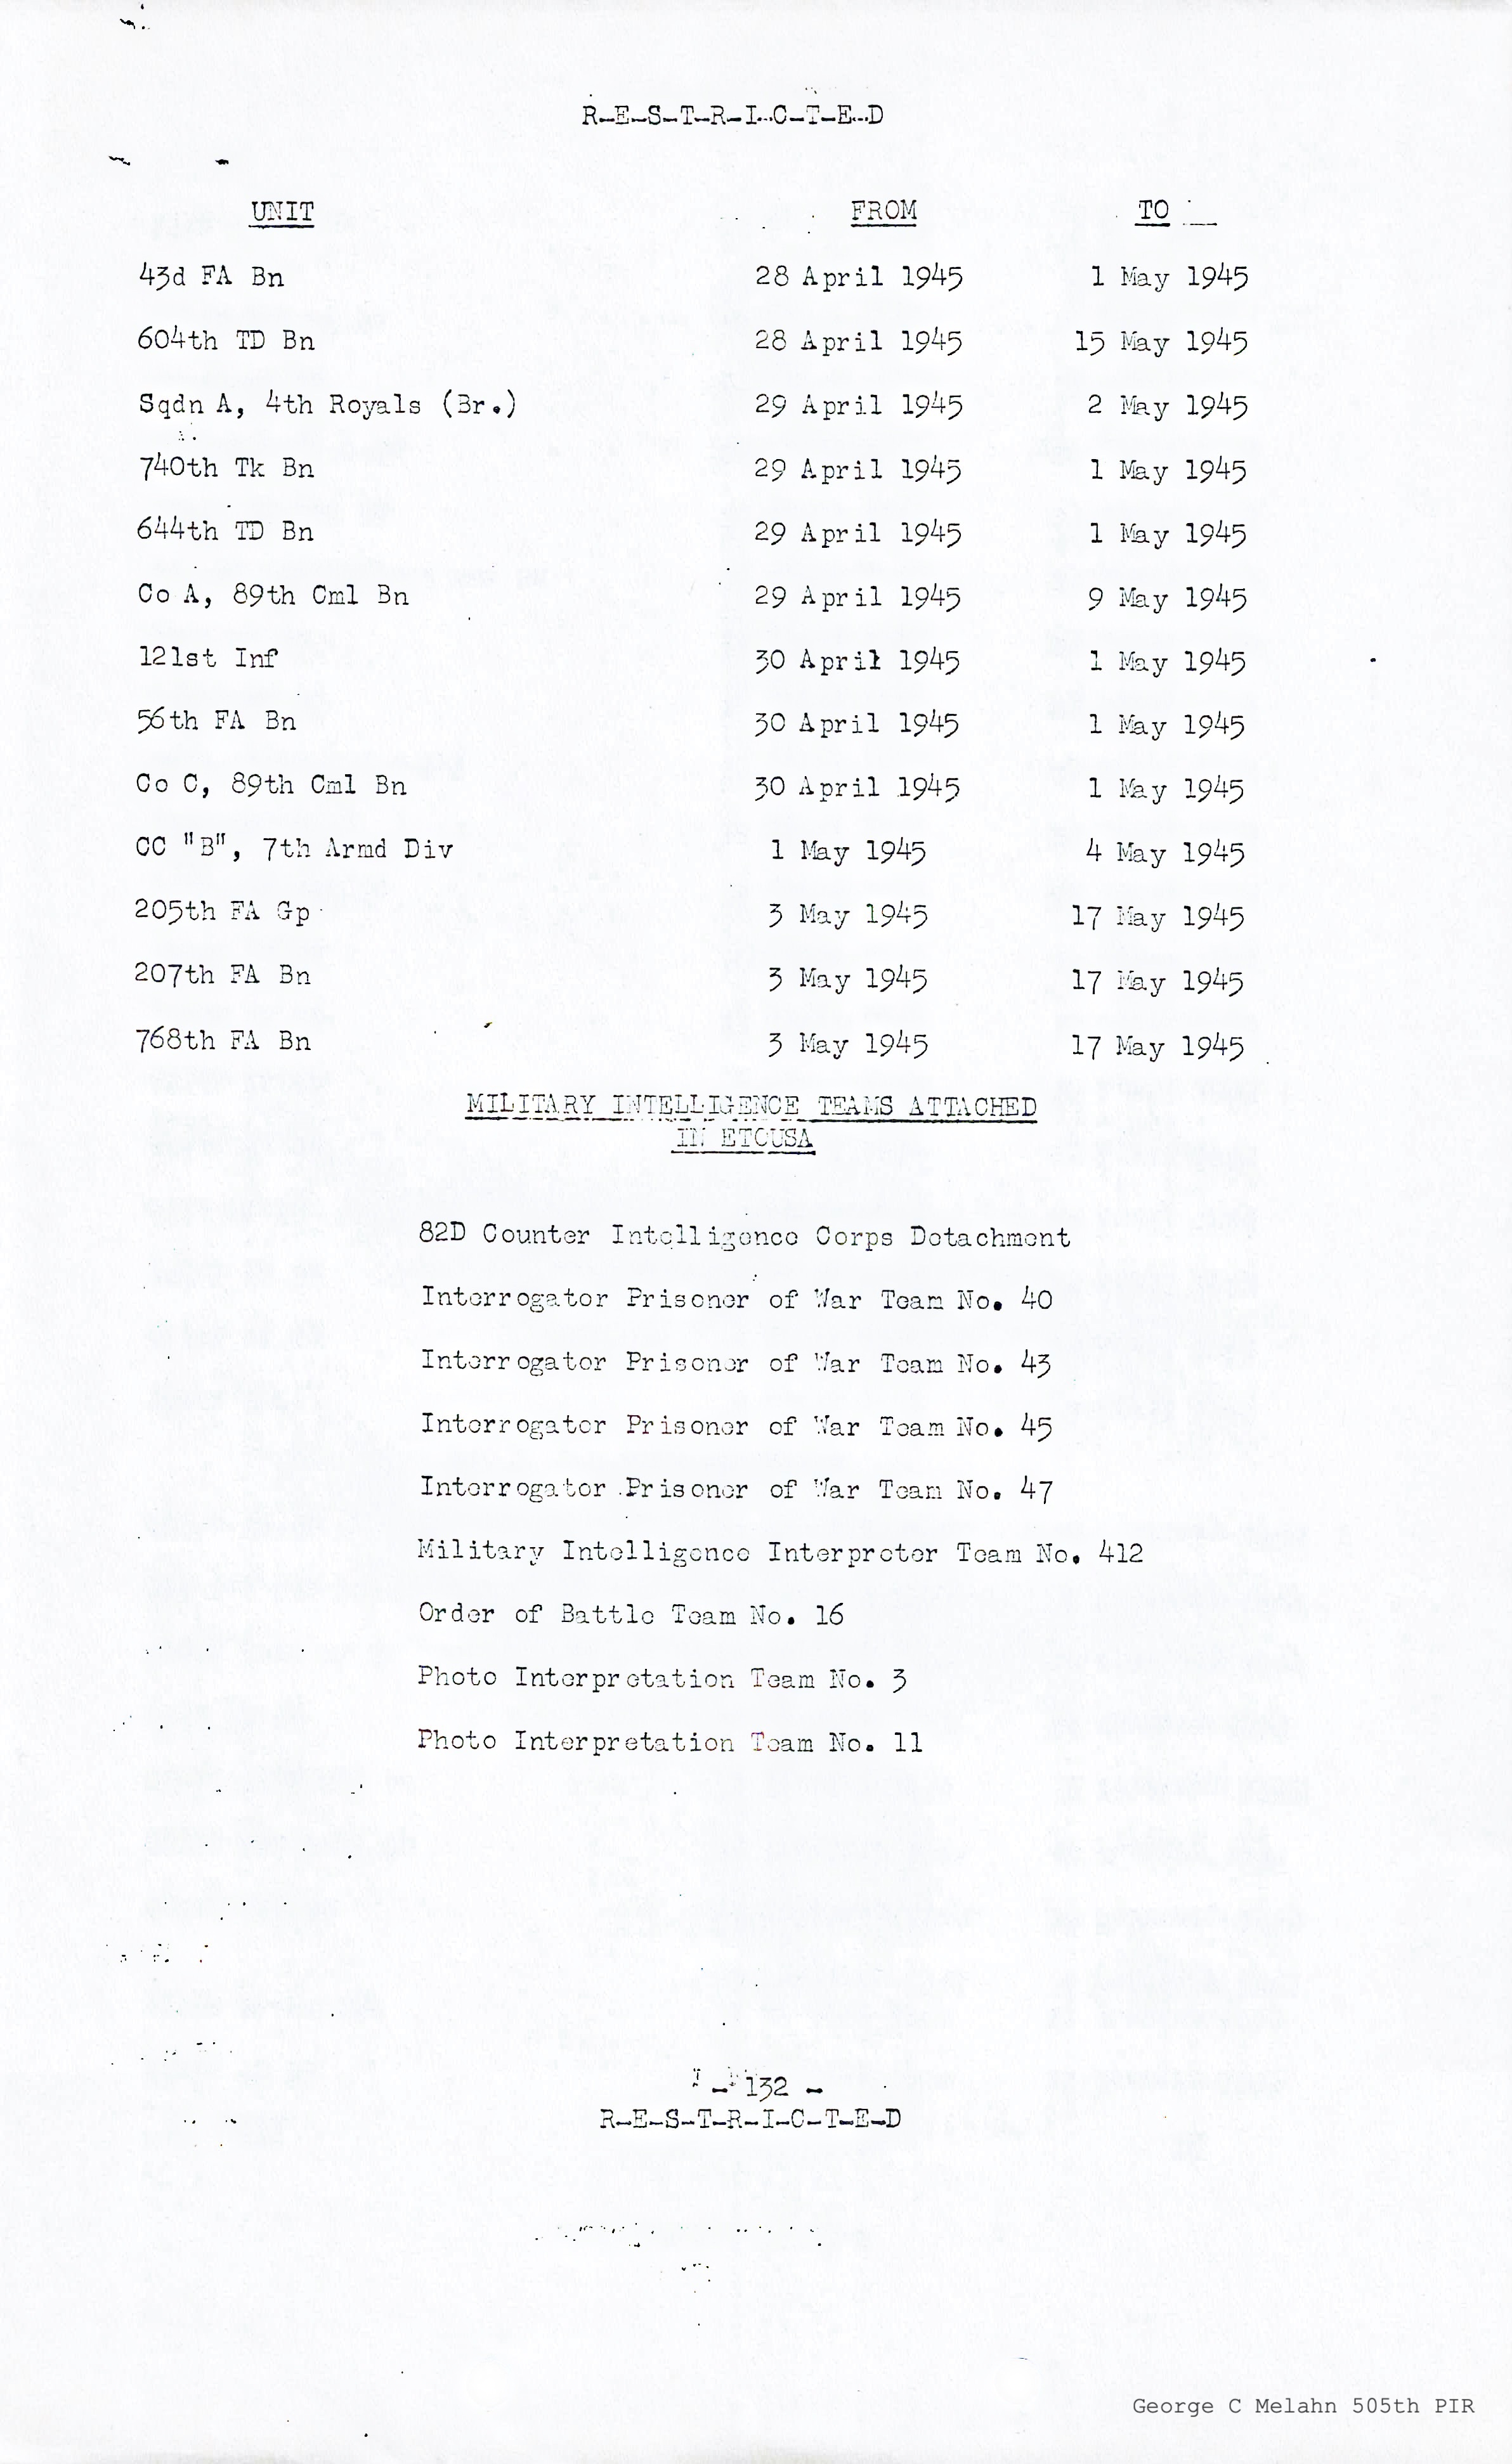 R-E-S-T-R-I-C-T-E-D
UNIT FROM TO
43d FA Bn 28 April 1945 1 May 1945
604th TD Bn 28 April 1945 15 May 1945
Sqdn A, 4th Royals (Br.) 29 April 1945 2 May 1945
740th Tk Bn 29 April 1945 1 May 1945
644th TD Bn 29 April 1945 1 May 1945
Co A, 89th Cml Bn 29 April 1945 9 May 1945
121st Inf 30 April 1945 1 May 1945
56th FA Bn 30 April 1945 1 May 1945
Co C, 89th Cml Bn 30 April 1945 1 May 1945
CC "B", 7th Armd Div 1 May 1945 4 May 1945
205th FA Gp 3 May 1945 17 May 1945
207th FA Bn 3 May 1945 17 May 1945
768th FA Bn 3 May 1945 17 May 1945
MILITARY INTELLIGENCE TEAMS ATTACHED
IN ETOUSA
82D Counter Intelligence Corps Detachment
Interrogator Prisoner of War Team No. 40
Interrogator Prisoner of War Team No. 43
Interrogator Prisoner of War Team No. 45
Interrogator Prisoner of War Team No. 47
Military Intelligence Interpreter Team No. 412
Order of Battle Team No. 16
Photo Interpretation Team No. 3
Photo Interpretation Team No. 11
- 132 -
R-E-S-T-R-I-C-T-E-D
George C Melahn 505th PIR